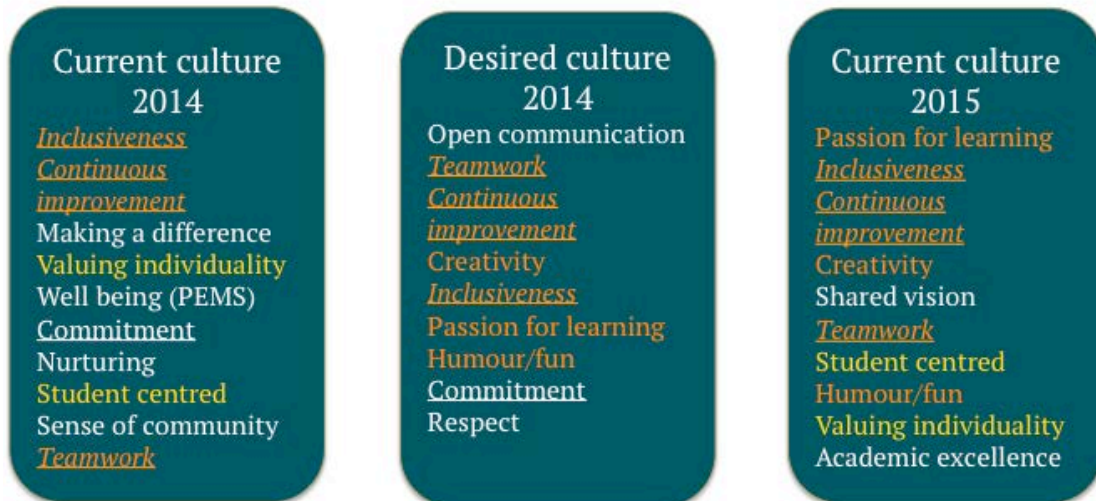 Current culture
2014
Inclusiveness
Continuous
improvement
Making a difference
Valuing individuality
Well being (PEMS)
Commitment
Nurturing
Student centred
Sense of community
Teamwork
Desired culture
2014
Open communication
Teamwork
Continuous
improvement
Creativity
Inclusiveness
Passion for learning
Humour/fun
Commitment
Respect
Current culture
2015
Passion for learning
Inclusiveness
Continuous
improvement
Creativity
Shared vision
Teamwork
Student centred
Humour/fun
Valuing individuality
Academic excellence